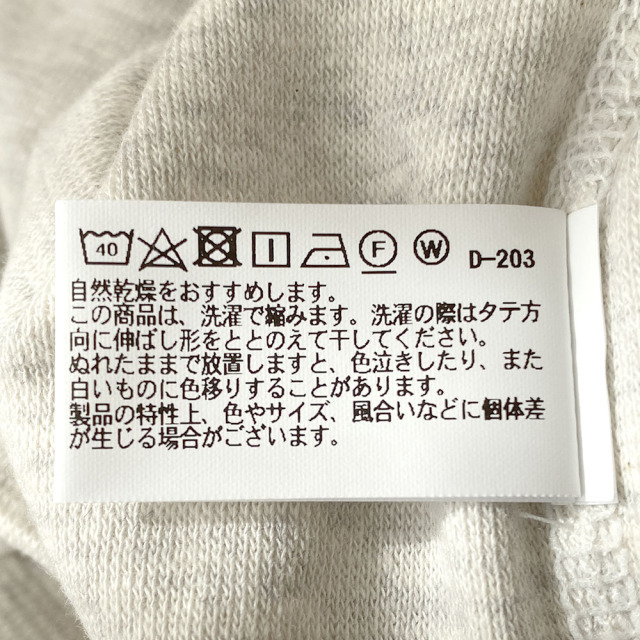 40 F W D-203
自然乾燥をおすすめします。
この商品は、洗濯で縮みます。洗濯の際はタテ方
向に伸ばし形をととのえて干してください。
ぬれたままで放置しますと、色泣きしたり、また
白いものに色移りすることがあります。
製品の特性上、色やサイズ、風合いなどに個体差
が生じる場合がございます。